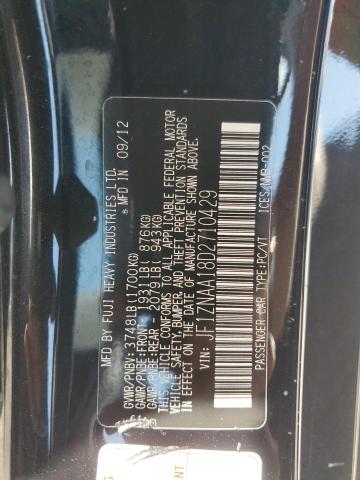 MFD BY FUJI HEAVY INDUSTRIES LTD.
MFD IN 09/12
GVWR/PNBV: 3748LB(1700KG)
GAWR/PNBE:FRONT- 1931LB( 876KG)
GAWR/PNBE:REAR - 2079LB( 943KG)
THIS VEHICLE CONFORMS TO ALL APPLICABLE FEDERAL MOTOR
VEHICLE SAFETY,BUMPER,AND THEFT PREVENTION STANDARDS
IN EFFECT ON THE DATE OF MANUFACTURE SHOWN ABOVE.
VIN: JF1ZNAA18D2710429
PASSENGER CAR TYPE:PC/VT
ICES/NMB-002